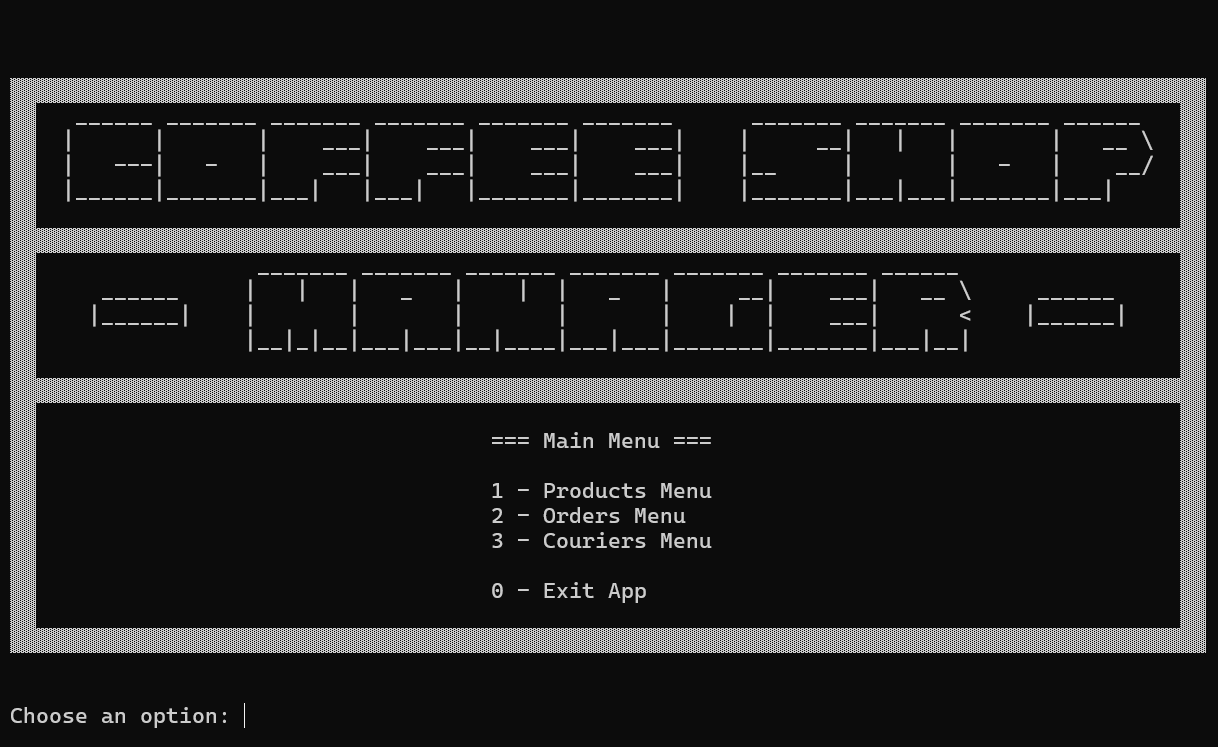 COFFEE SHOP
- MANAGER -
=== Main Menu ===
1 - Products Menu
2 - Orders Menu
3 - Couriers Menu
0 - Exit App
Choose an option: